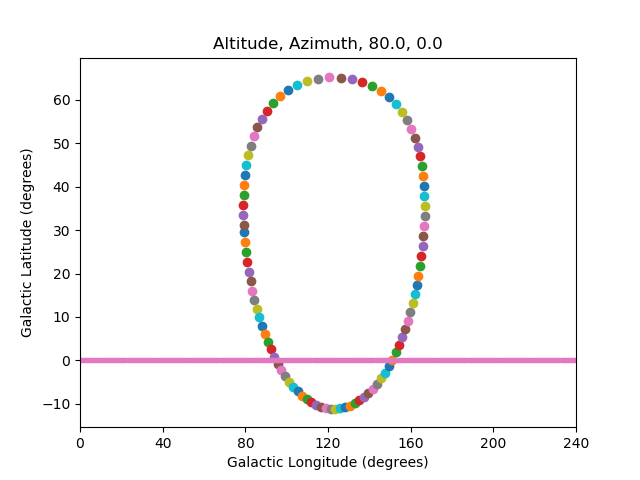 Altitude, Azimuth, 80.0, 0.0
Galactic Latitude (degrees)
60
50
40
30
20
10
0
−10
0 40 80 120 160 200 240
Galactic Longitude (degrees)